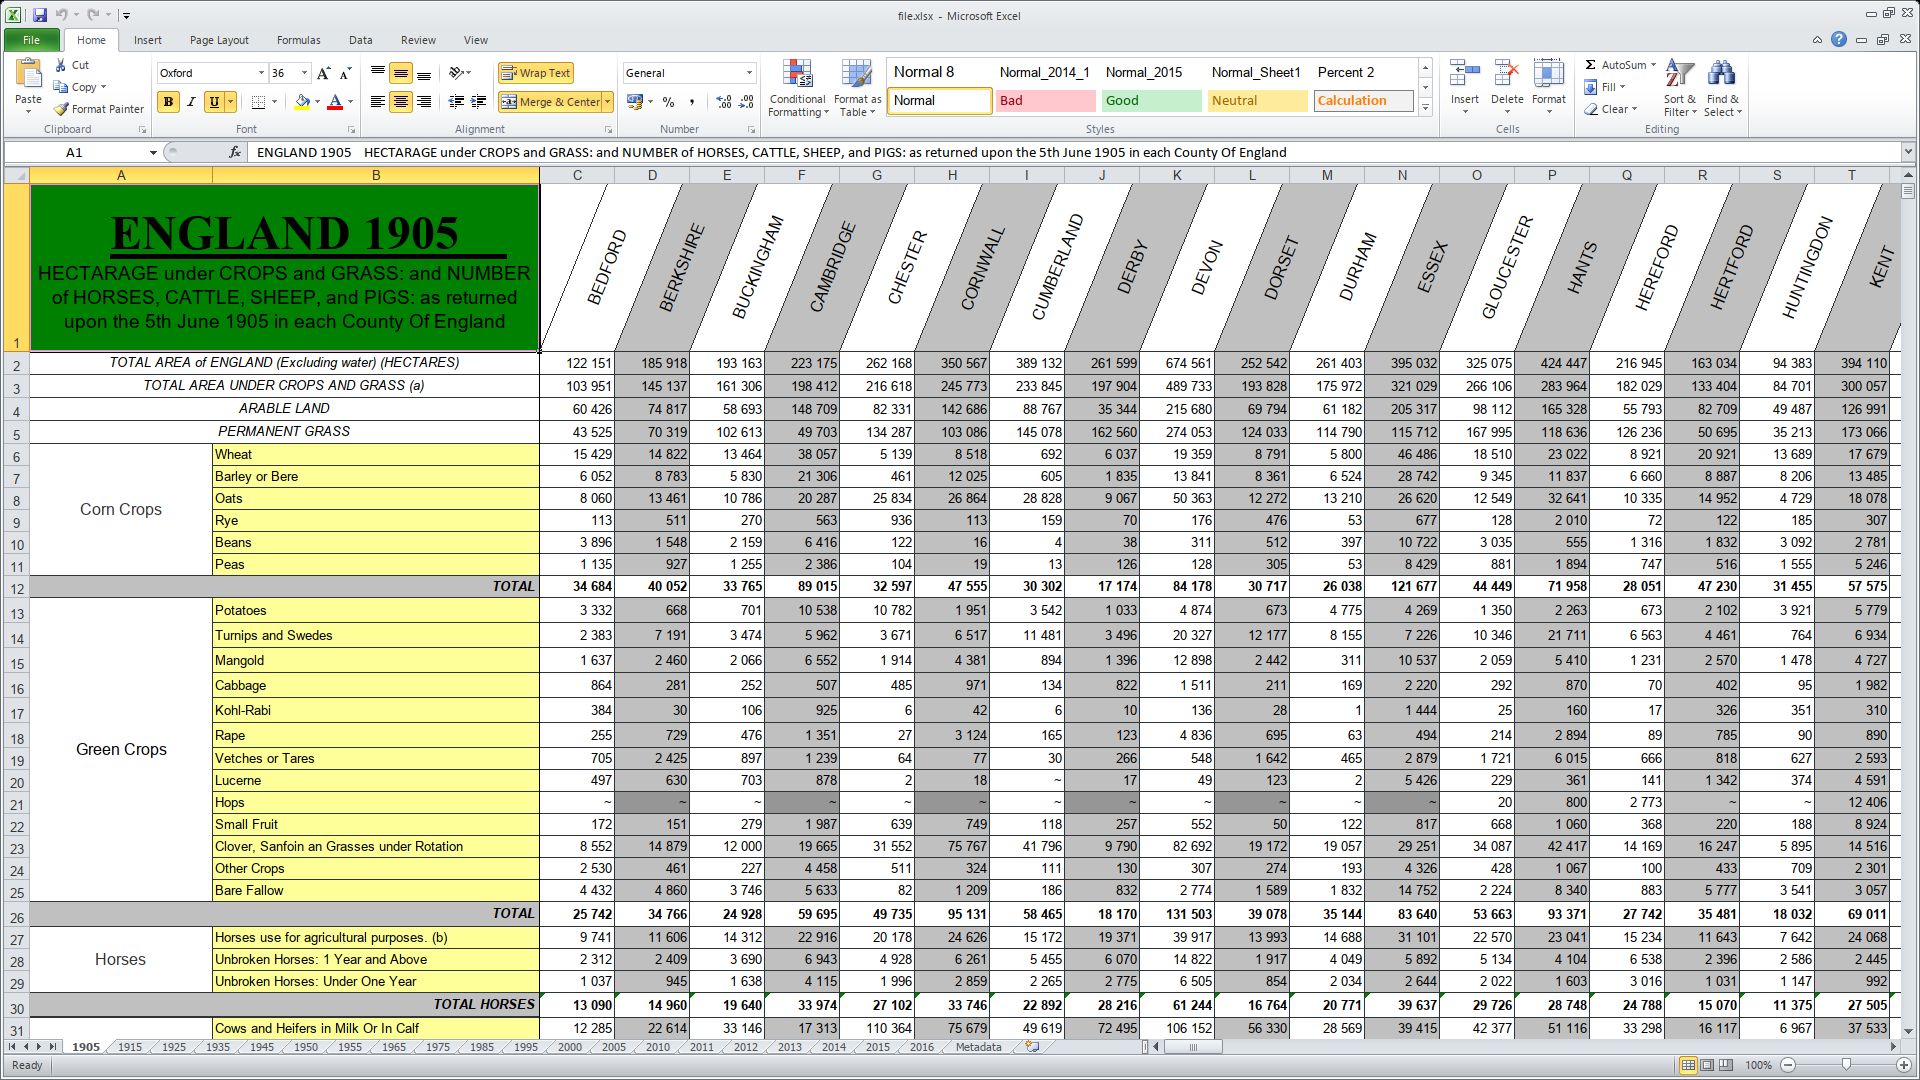 file.xlsx - Microsoft Excel
File Home Insert Page Layout Formulas Data Review View
Paste Cut Copy Format Painter Clipboard
Oxford 36 B I U A A A Font
Wrap Text Merge & Center Alignment
General % , Number
Conditional Formatting Format as Table
Normal 8 Normal_2014_1 Normal_2015 Normal_Sheet1 Percent 2
Normal Bad Good Neutral Calculation
Styles
Insert Delete Format Cells
Σ AutoSum Fill Clear Sort & Filter Find & Select Editing
A1 fx ENGLAND 1905 HECTARAGE under CROPS and GRASS: and NUMBER of HORSES, CATTLE, SHEEP, and PIGS: as returned upon the 5th June 1905 in each County Of England
A B C D E F G H I J K L M N O P Q R S T
ENGLAND 1905
HECTARAGE under CROPS and GRASS: and NUMBER
of HORSES, CATTLE, SHEEP, and PIGS: as returned
upon the 5th June 1905 in each County Of England
BEDFORD BERKSHIRE BUCKINGHAM CAMBRIDGE CHESTER CORNWALL CUMBERLAND DERBY DEVON DORSET DURHAM ESSEX GLOUCESTER HANTS HEREFORD HERTFORD HUNTINGDON KENT
1
2 TOTAL AREA of ENGLAND (Excluding water) (HECTARES) 122 151 185 918 193 163 223 175 262 168 350 567 389 132 261 599 674 561 252 542 261 403 395 032 325 075 424 447 216 945 163 034 94 383 394 110
3 TOTAL AREA UNDER CROPS AND GRASS (a) 103 951 145 137 161 306 198 412 216 618 245 773 233 845 197 904 489 733 193 828 175 972 321 029 266 106 283 964 182 029 133 404 84 701 300 057
4 ARABLE LAND 60 426 74 817 58 693 148 709 82 331 142 686 88 767 35 344 215 680 69 794 61 182 205 317 98 112 165 328 55 793 82 709 49 487 126 991
5 PERMANENT GRASS 43 525 70 319 102 613 49 703 134 287 103 086 145 078 162 560 274 053 124 033 114 790 115 712 167 995 118 636 126 236 50 695 35 213 173 066
6 Wheat 15 429 14 822 13 464 38 057 5 139 8 518 692 6 037 19 359 8 791 5 800 46 486 18 510 23 022 8 921 20 921 13 689 17 679
7 Barley or Bere 6 052 8 783 5 830 21 306 461 12 025 605 1 835 13 841 8 361 6 524 28 742 9 345 11 837 6 660 8 887 8 206 13 485
8 Oats 8 060 13 461 10 786 20 287 25 834 26 864 28 828 9 067 50 363 12 272 13 210 26 620 12 549 32 641 10 335 14 952 4 729 18 078
Corn Crops
9 Rye 113 511 270 563 936 113 159 70 176 476 53 677 128 2 010 72 122 185 307
10 Beans 3 896 1 548 2 159 6 416 122 16 4 38 311 512 397 10 722 3 035 555 1 316 1 832 3 092 2 781
11 Peas 1 135 927 1 255 2 386 104 19 13 126 128 305 53 8 429 881 1 894 747 516 1 555 5 246
12 TOTAL 34 684 40 052 33 765 89 015 32 597 47 555 30 302 17 174 84 178 30 717 26 038 121 677 44 449 71 958 28 051 47 230 31 455 57 575
13 Potatoes 3 332 668 701 10 538 10 782 1 951 3 542 1 033 4 874 673 4 775 4 269 1 350 2 263 673 2 102 3 921 5 779
14 Turnips and Swedes 2 383 7 191 3 474 5 962 3 671 6 517 11 481 3 496 20 327 12 177 8 155 7 226 10 346 21 711 6 563 4 461 764 6 934
15 Mangold 1 637 2 460 2 066 6 552 1 914 4 381 894 1 396 12 898 2 442 311 10 537 2 059 5 410 1 231 2 570 1 478 4 727
16 Cabbage 864 281 252 507 485 971 134 822 1 511 211 169 2 220 292 870 70 402 95 1 982
17 Kohl-Rabi 384 30 106 925 6 42 6 10 136 28 1 1 444 25 160 17 326 351 310
18 Rape 255 729 476 1 351 27 3 124 165 123 4 836 695 63 494 214 2 894 89 785 90 890
Green Crops
19 Vetches or Tares 705 2 425 897 1 239 64 77 30 266 548 1 642 465 2 879 1 721 6 015 666 818 627 2 593
20 Lucerne 497 630 703 878 2 18 ~ 17 49 123 2 5 426 229 361 141 1 342 374 4 591
21 Hops ~ ~ ~ ~ ~ ~ ~ ~ ~ ~ ~ ~ 20 800 2 773 ~ ~ 12 406
22 Small Fruit 172 151 279 1 987 639 749 118 257 552 50 122 817 668 1 060 368 220 188 8 924
23 Clover, Sanfoin an Grasses under Rotation 8 552 14 879 12 000 19 665 31 552 75 767 41 796 9 790 82 692 19 172 19 057 29 251 34 087 42 417 14 169 16 247 5 895 14 516
24 Other Crops 2 530 461 227 4 458 511 324 111 130 307 274 193 4 326 428 1 067 100 433 709 2 301
25 Bare Fallow 4 432 4 860 3 746 5 633 82 1 209 186 832 2 774 1 589 1 832 14 752 2 224 8 340 883 5 777 3 541 3 057
26 TOTAL 25 742 34 766 24 928 59 695 49 735 95 131 58 465 18 170 131 503 39 078 35 144 83 640 53 663 93 371 27 742 35 481 18 032 69 011
27 Horses use for agricultural purposes. (b) 9 741 11 606 14 312 22 916 20 178 24 626 15 172 19 371 39 917 13 993 14 688 31 101 22 570 23 041 15 234 11 643 7 642 24 068
28 Horses Unbroken Horses: 1 Year and Above 2 312 2 409 3 690 6 943 4 928 6 261 5 455 6 070 14 822 1 917 4 049 5 892 5 134 4 104 6 538 2 396 2 586 2 445
29 Unbroken Horses: Under One Year 1 037 945 1 638 4 115 1 996 2 859 2 265 2 775 6 505 854 2 034 2 644 2 022 1 603 3 016 1 031 1 147 992
30 TOTAL HORSES 13 090 14 960 19 640 33 974 27 102 33 746 22 892 28 216 61 244 16 764 20 771 39 637 29 726 28 748 24 788 15 070 11 375 27 505
31 Cows and Heifers in Milk Or In Calf 12 285 22 614 33 146 17 313 110 364 75 679 49 619 72 495 106 152 56 330 28 569 39 415 42 377 51 116 33 298 16 117 6 967 37 533
1905 1915 1925 1935 1945 1950 1955 1965 1975 1985 1995 2000 2005 2010 2011 2012 2013 2014 2015 2016 Metadata
Ready 100%